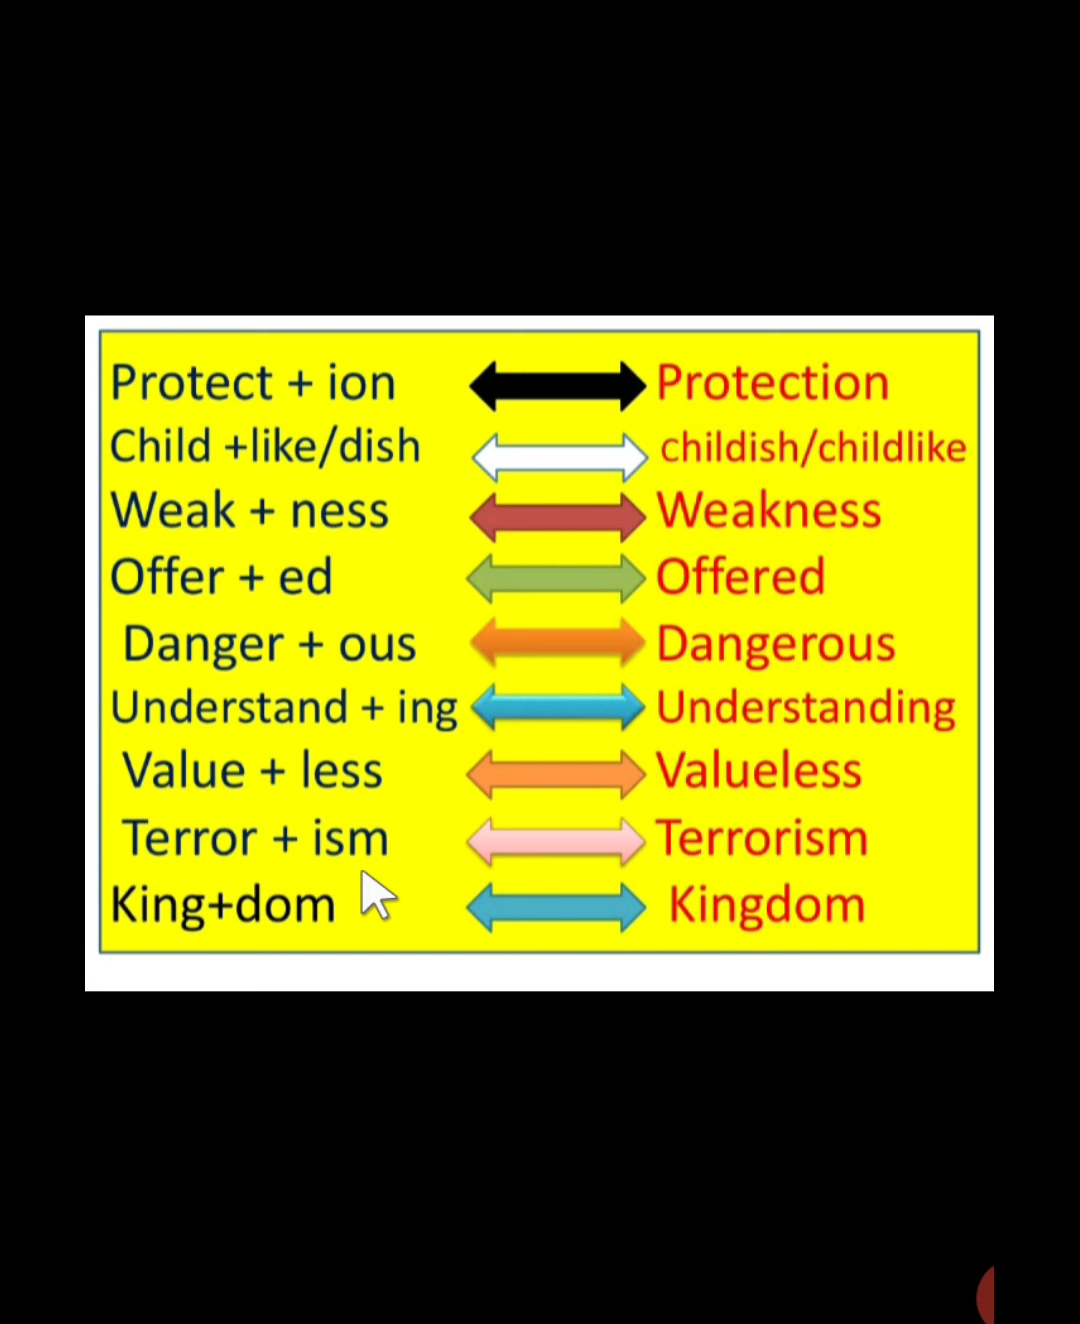 Protect + ion Protection
Child +like/dish childish/childlike
Weak + ness Weakness
Offer + ed Offered
Danger + ous Dangerous
Understand + ing Understanding
Value + less Valueless
Terror + ism Terrorism
King+dom Kingdom